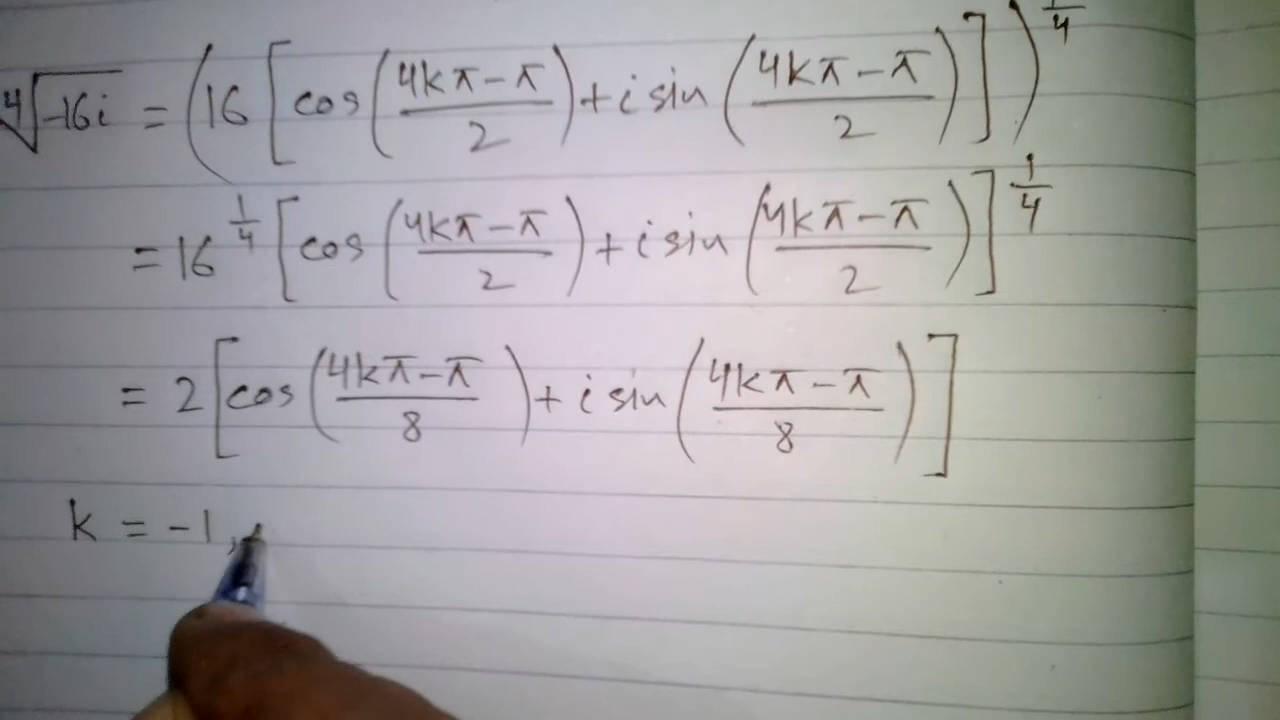 ∜-16i = (16 [cos(4kπ-π/2) + i sin(4kπ-π/2)])^1/4
= 16^1/4 [cos(4kπ-π/2) + i sin(4kπ-π/2)]^1/4
= 2[cos(4kπ-π/8) + i sin(4kπ-π/8)]
k = -1,